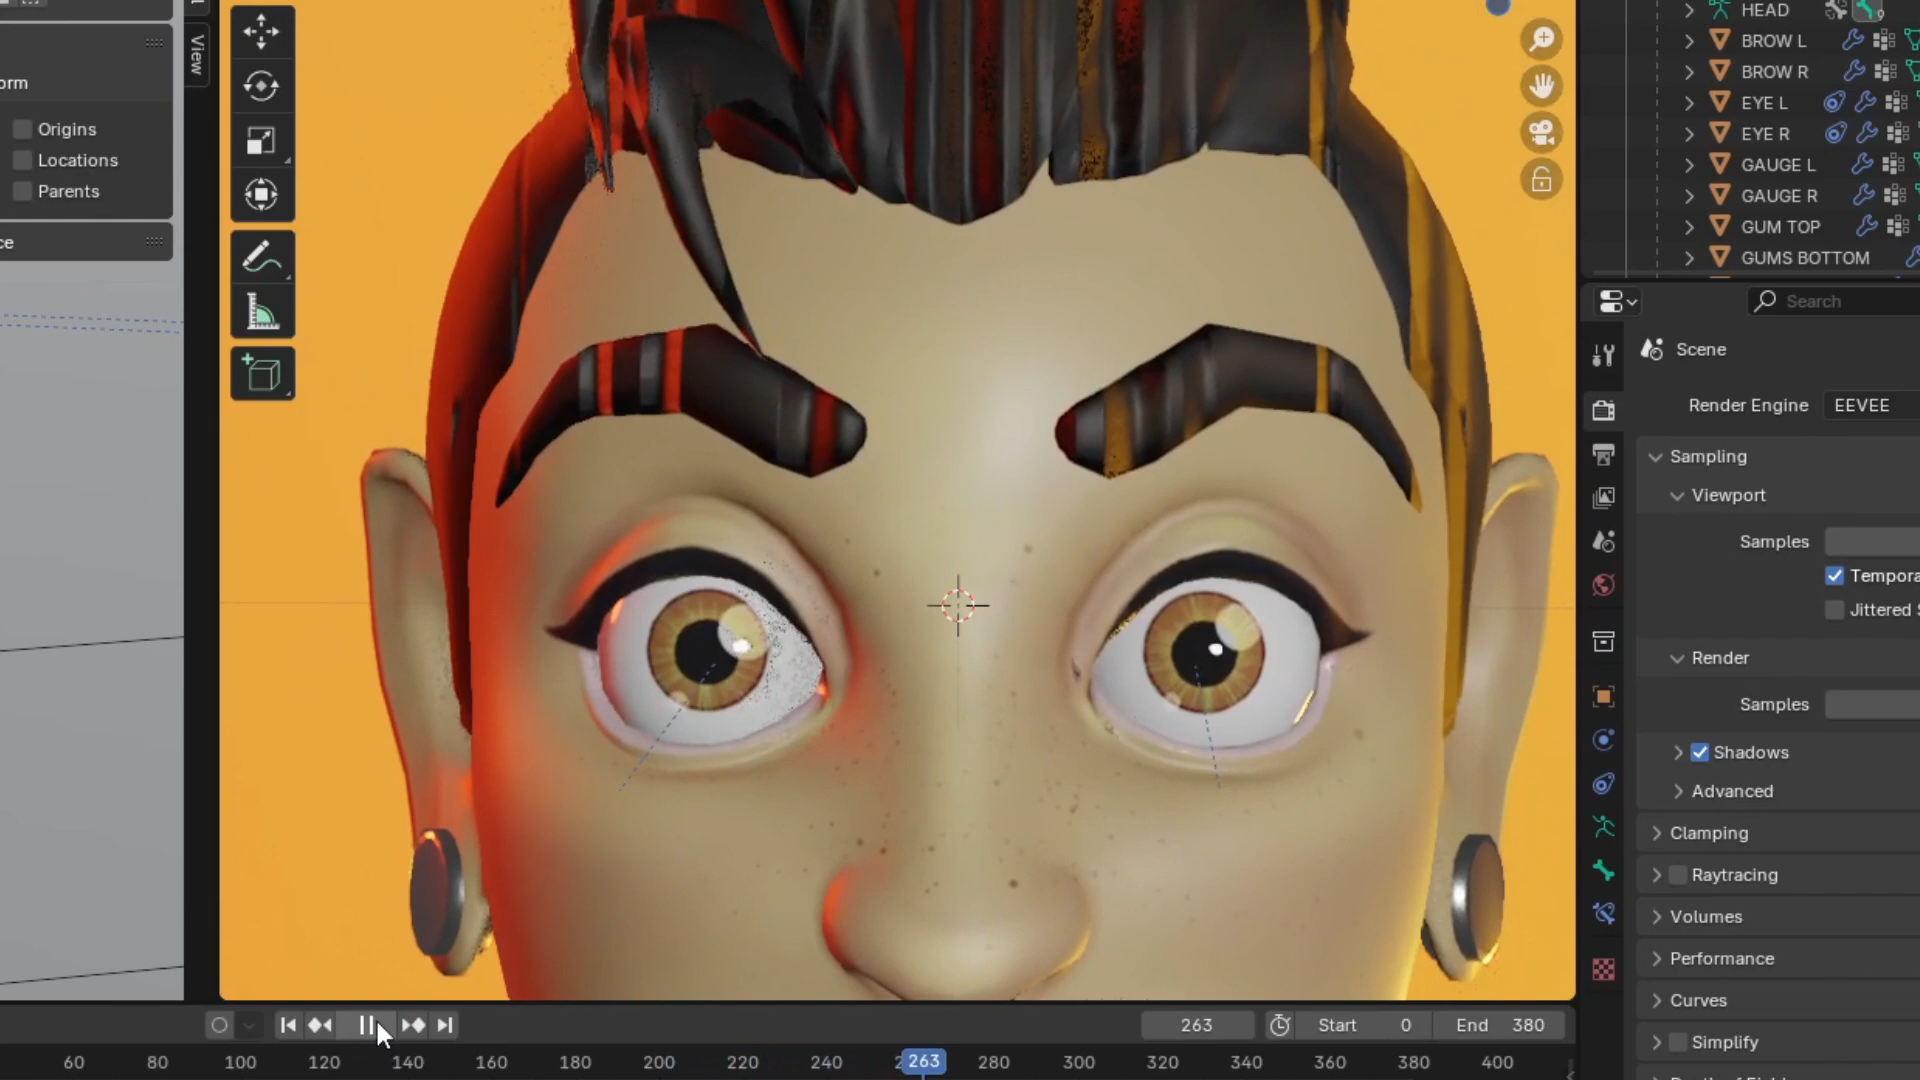 View
orm
Origins
Locations
Parents
ce
HEAD
BROW L
BROW R
EYE L
EYE R
GAUGE L
GAUGE R
GUM TOP
GUMS BOTTOM
Search
Scene
Render Engine EEVEE
Sampling
Viewport
Samples
Tempora
Jittered S
Render
Samples
Shadows
Advanced
Clamping
Raytracing
Volumes
Performance
Curves
Simplify
263 Start 0 End 380
60 80 100 120 140 160 180 200 220 240 263 280 300 320 340 360 380 400